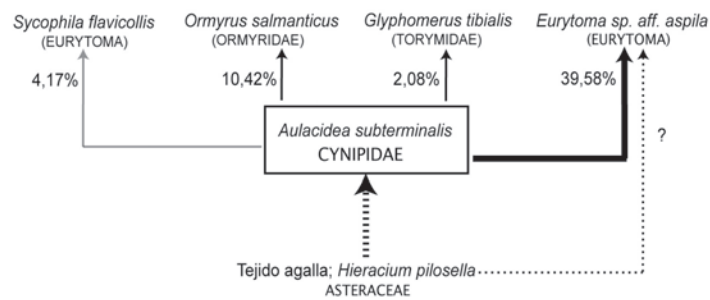 Sycophila flavicollis Ormyrus salmanticus Glyphomerus tibialis Eurytoma sp. aff. aspila
(EURYTOMA) (ORMYRIDAE) (TORYMIDAE) (EURYTOMA)
4,17% 10,42% 2,08% 39,58%
?
Aulacidea subterminalis
CYNIPIDAE
Tejido agalla; Hieracium pilosella
ASTERACEAE